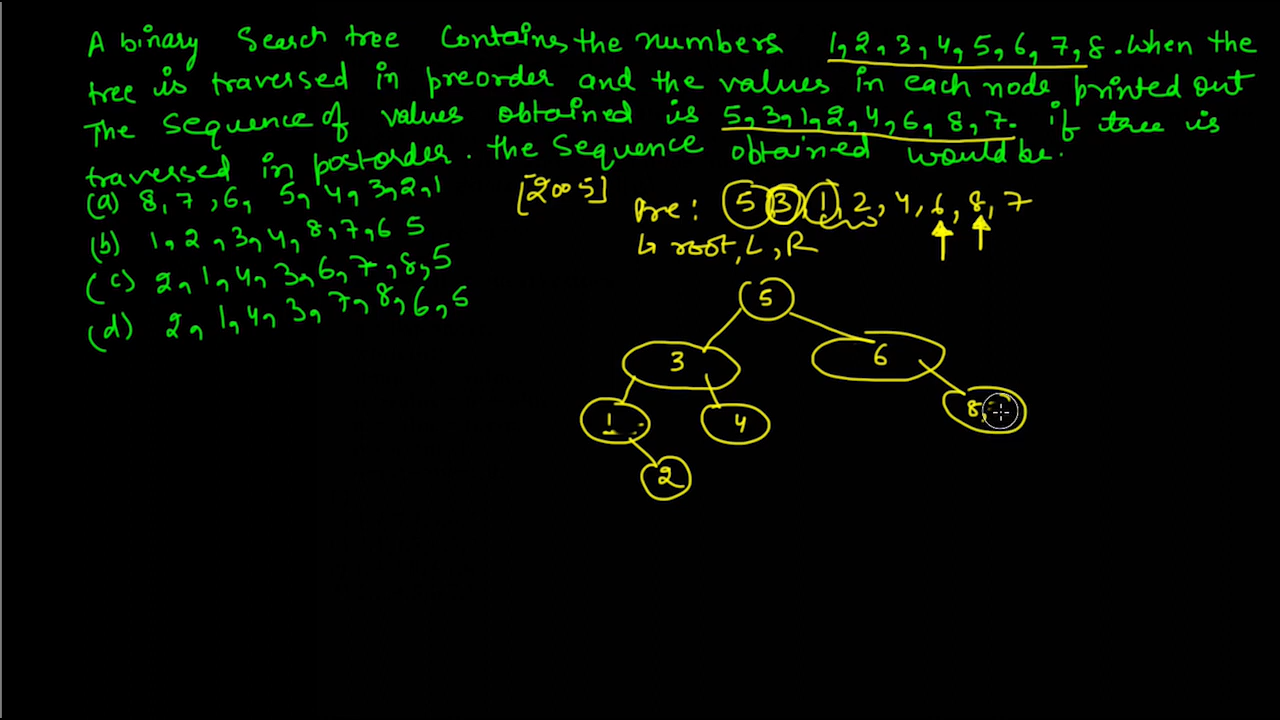 A binary Search tree Contains the numbers 1, 2, 3, 4, 5, 6, 7, 8. When the
tree is traversed in preorder and the values in each node printed out
The sequence of values obtained is 5, 3, 1, 2, 4, 6, 8, 7. if tree is
traversed in postorder. the sequence obtained would be.
(a) 8, 7, 6, 5, 4, 3, 2, 1
(b) 1, 2, 3, 4, 8, 7, 6 5
(c) 2, 1, 4, 3, 6, 7, 8, 5
(d) 2, 1, 4, 3, 7, 8, 6, 5
[2005]
Pre: 5 3, 1, 2, 4, 6, 8, 7
↳ root, L, R
5
3 6
1 4 8,
2